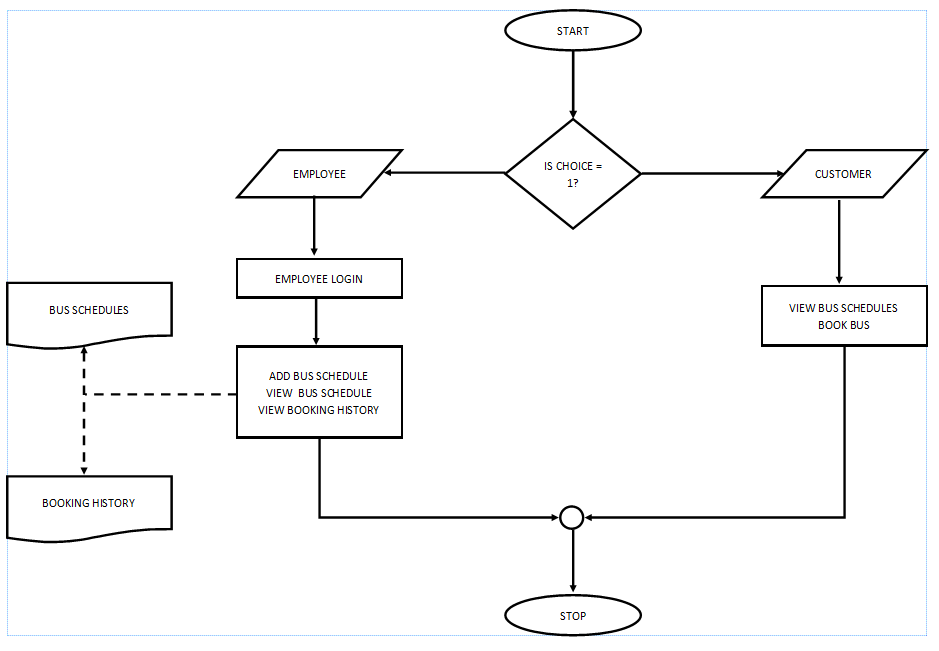 START
IS CHOICE =
1?
EMPLOYEE
CUSTOMER
EMPLOYEE LOGIN
BUS SCHEDULES
VIEW BUS SCHEDULES
BOOK BUS
ADD BUS SCHEDULE
VIEW  BUS SCHEDULE
VIEW BOOKING HISTORY
BOOKING HISTORY
STOP